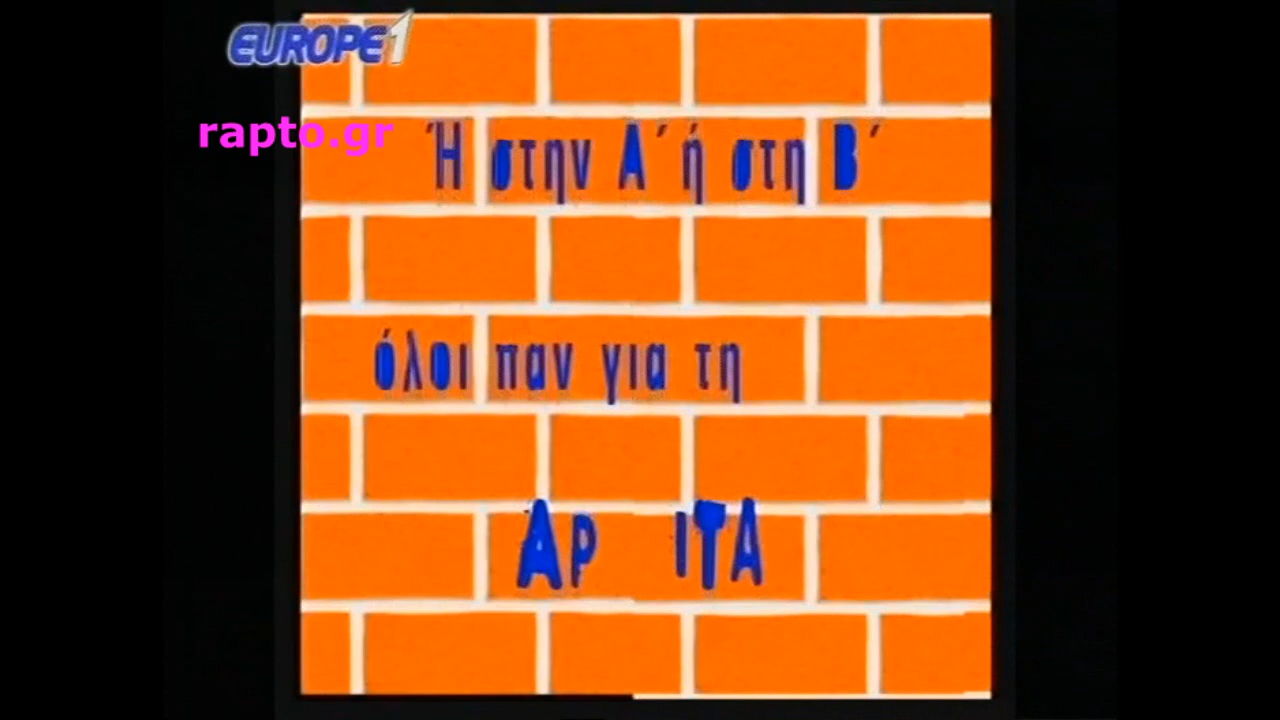 EUROPE1
rapto.gr
Ή στην Α΄ ή στη Β΄
όλοι παν για τη
ΑΡ ΙΤΑ